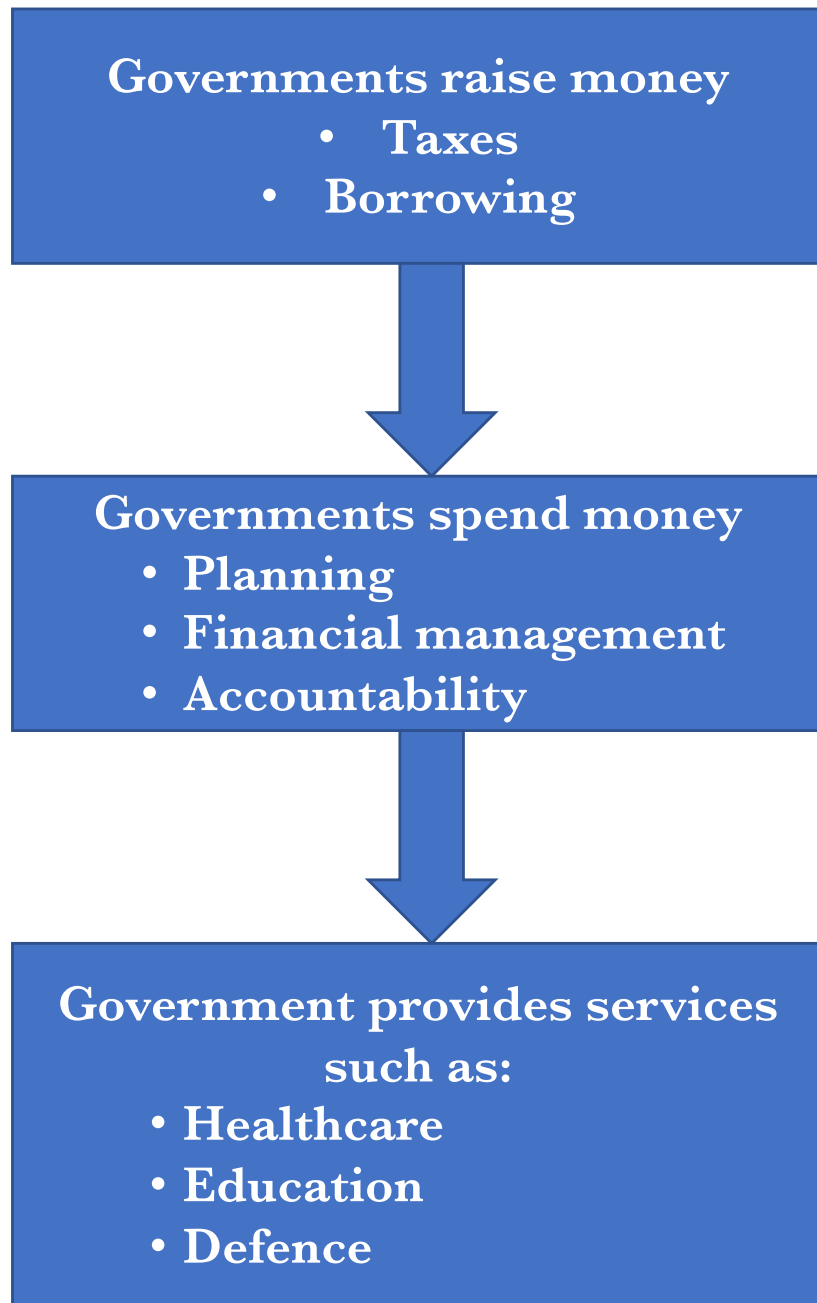 Governments raise money
• Taxes
• Borrowing
Governments spend money
• Planning
• Financial management
• Accountability
Government provides services
such as:
• Healthcare
• Education
• Defence